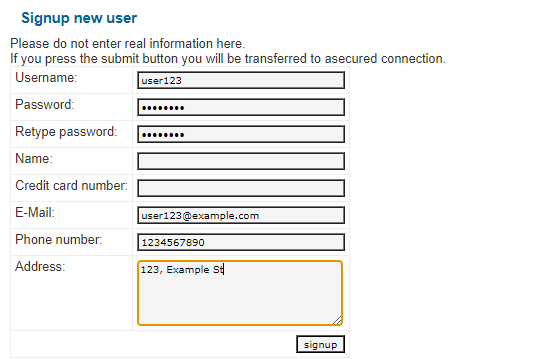 Signup new user
Please do not enter real information here.
If you press the submit button you will be transferred to asecured connection.
Username: user123
Password: ••••••••
Retype password: ••••••••
Name:
Credit card number:
E-Mail: user123@example.com
Phone number: 1234567890
Address: 123, Example St
signup